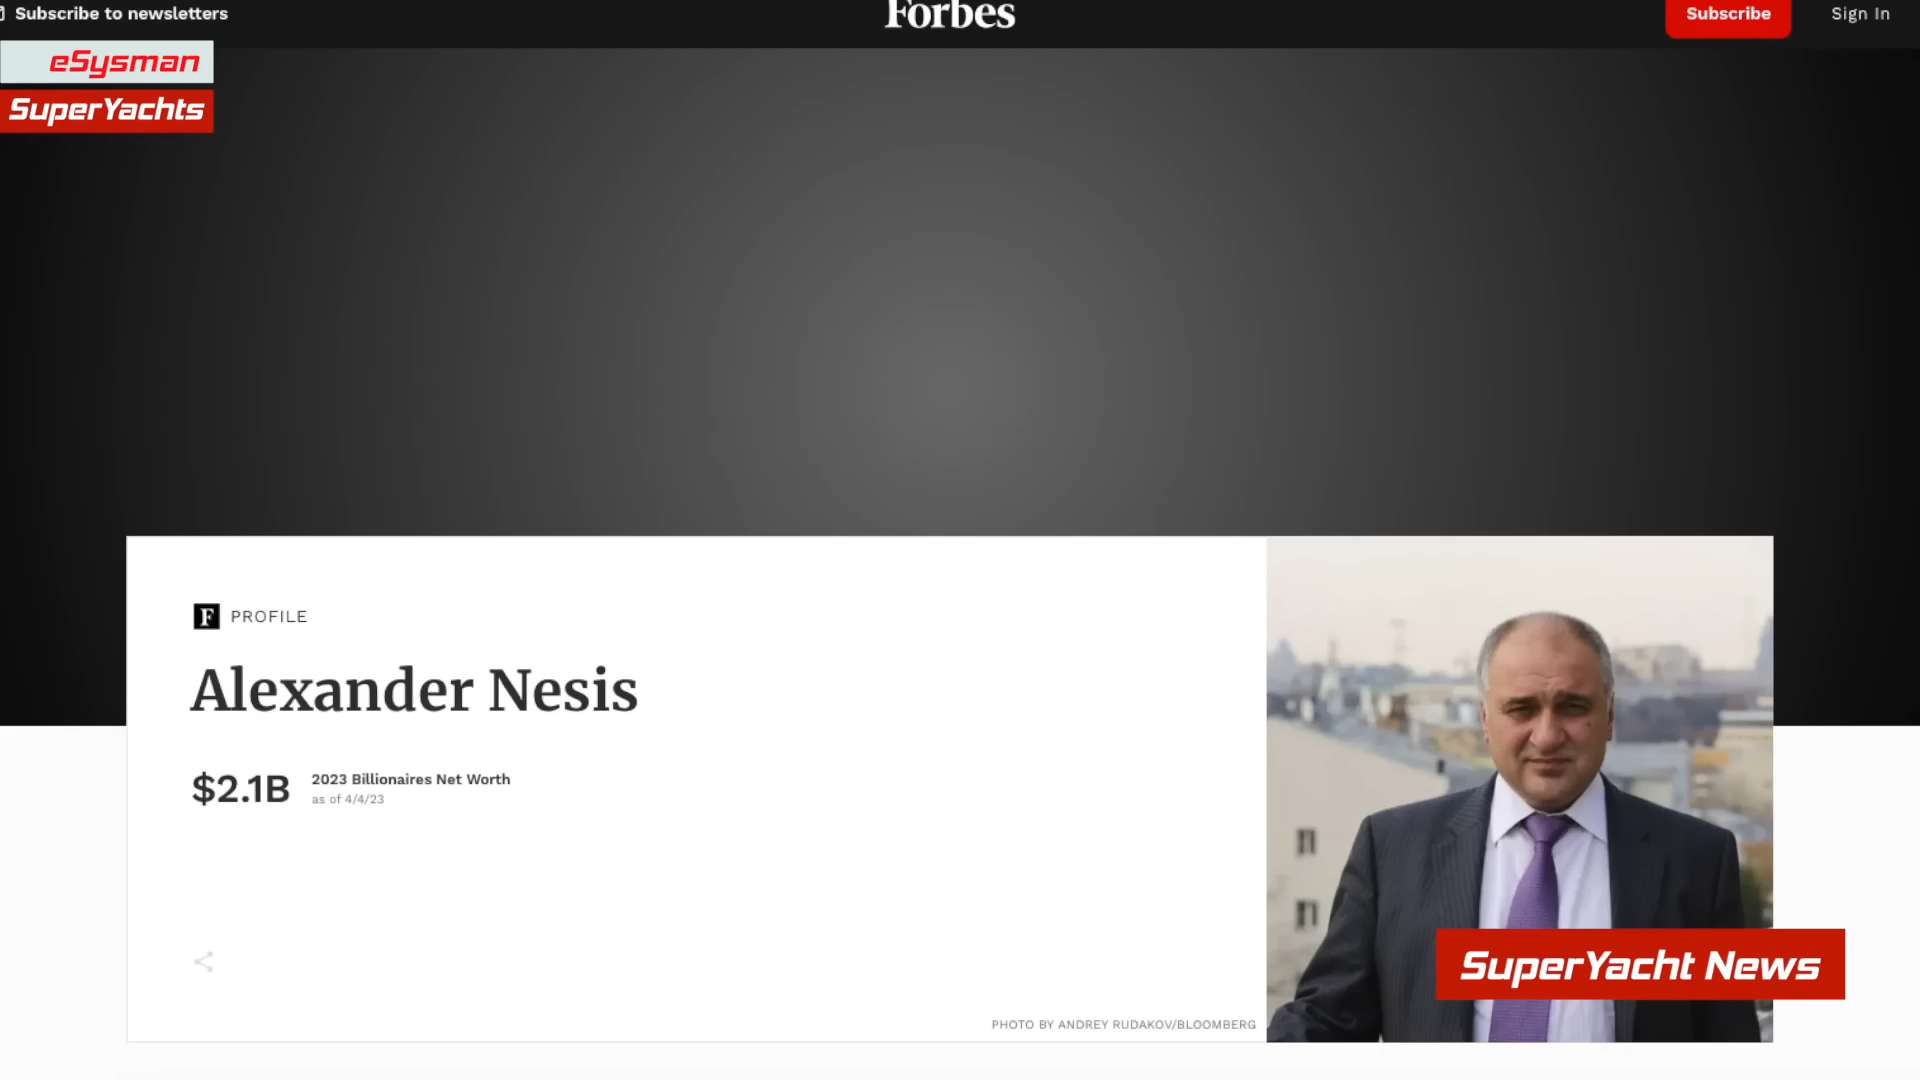 Subscribe to newsletters
Forbes
Subscribe
Sign In
eSysman
SuperYachts
F PROFILE
Alexander Nesis
$2.1B
2023 Billionaires Net Worth
as of 4/4/23
SuperYacht News
PHOTO BY ANDREY RUDAKOV/BLOOMBERG